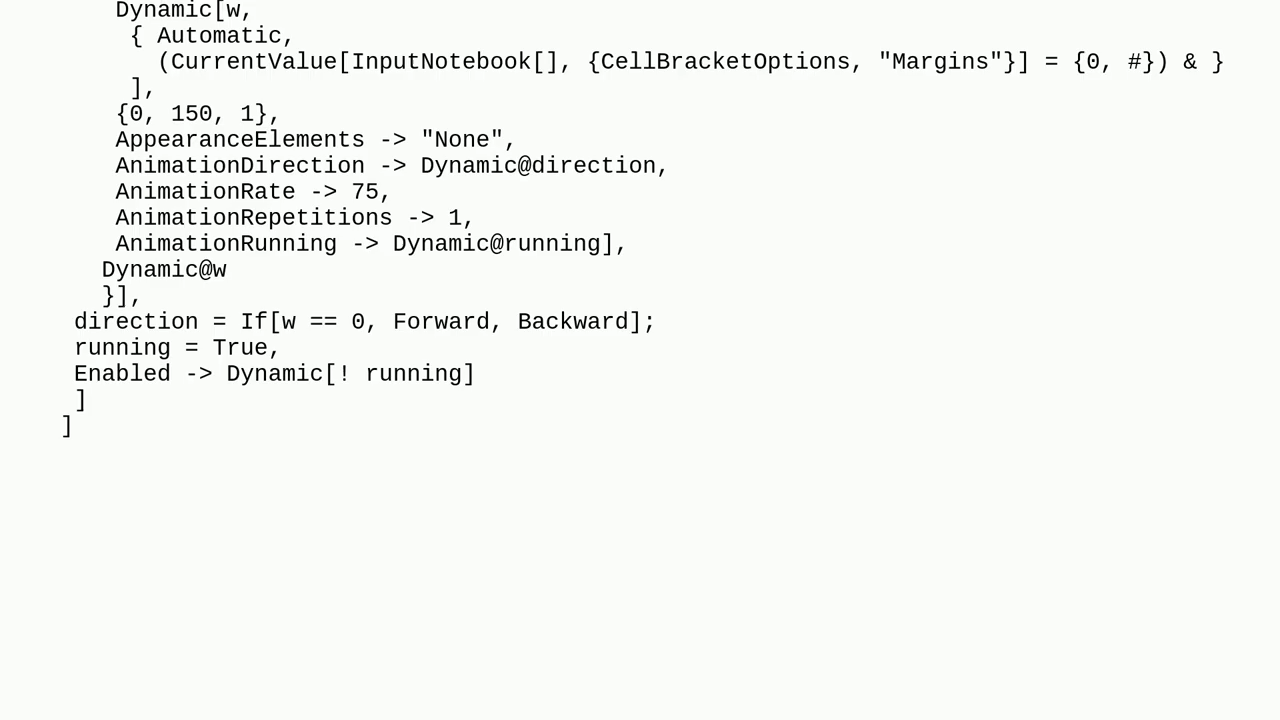 Dynamic[w,
{ Automatic,
(CurrentValue[InputNotebook[], {CellBracketOptions, "Margins"}] = {0, #}) & }
],
{0, 150, 1},
AppearanceElements -> "None",
AnimationDirection -> Dynamic@direction,
AnimationRate -> 75,
AnimationRepetitions -> 1,
AnimationRunning -> Dynamic@running],
Dynamic@w
}],
direction = If[w == 0, Forward, Backward];
running = True,
Enabled -> Dynamic[! running]
]
]